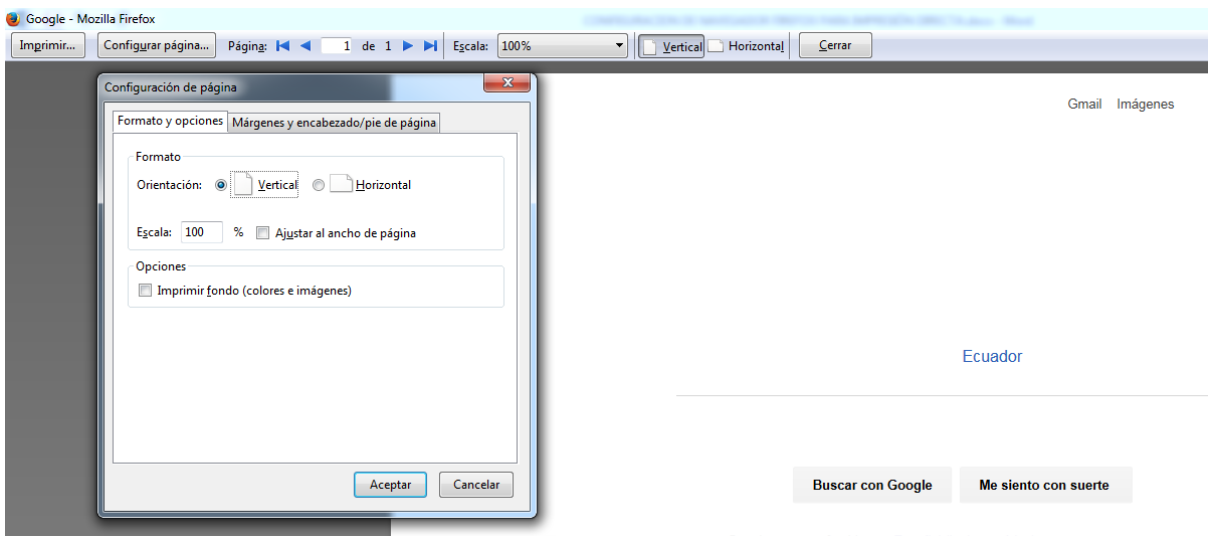 Google - Mozilla Firefox
Imprimir... Configurar página... Página: 1 de 1 Escala: 100% Vertical Horizontal Cerrar
Configuración de página
Gmail Imágenes
Formato y opciones Márgenes y encabezado/pie de página
Formato
Orientación: Vertical Horizontal
Escala: 100 % Ajustar al ancho de página
Opciones
Imprimir fondo (colores e imágenes)
Ecuador
Aceptar Cancelar
Buscar con Google Me siento con suerte